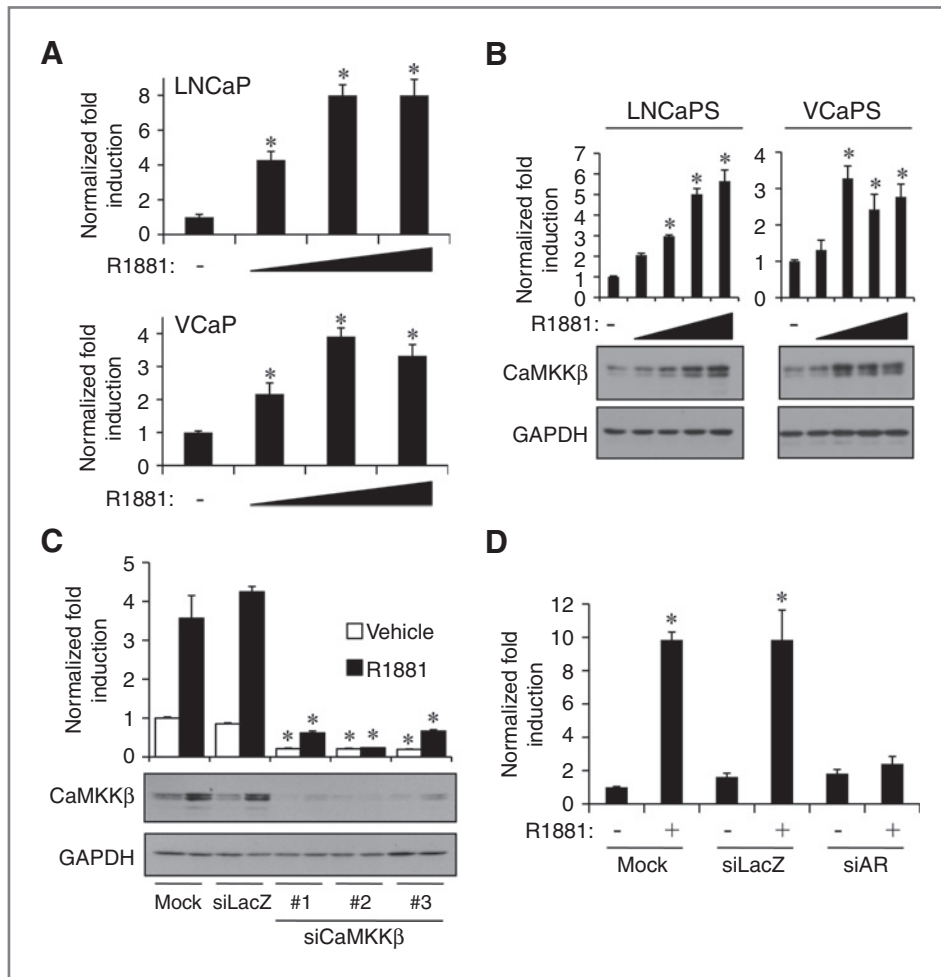 A
LNCaP
Normalized fold
induction
8
6
4
2
0
*
*
*
R1881:
-
VCaP
Normalized fold
induction
4
3
2
1
0
*
*
*
R1881:
-
B
LNCaPS
VCaPS
Normalized fold
induction
7
6
5
4
3
2
1
0
*
*
*
4
3
2
1
0
*
*
*
R1881:
-
-
CaMKKβ
GAPDH
C
Normalized fold
induction
5
4
3
2
1
0
Vehicle
R1881
* * * * * *
CaMKKβ
GAPDH
Mock siLacZ #1 #2 #3
siCaMKKβ
D
Normalized fold
induction
12
10
8
6
4
2
0
*
*
R1881: - + - + - +
Mock siLacZ siAR